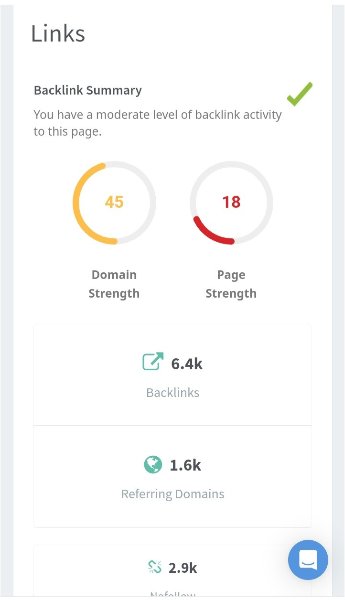 Links
Backlink Summary
You have a moderate level of backlink activity
to this page.
45
18
Domain
Strength
Page
Strength
6.4k
Backlinks
1.6k
Referring Domains
2.9k
Nofollow